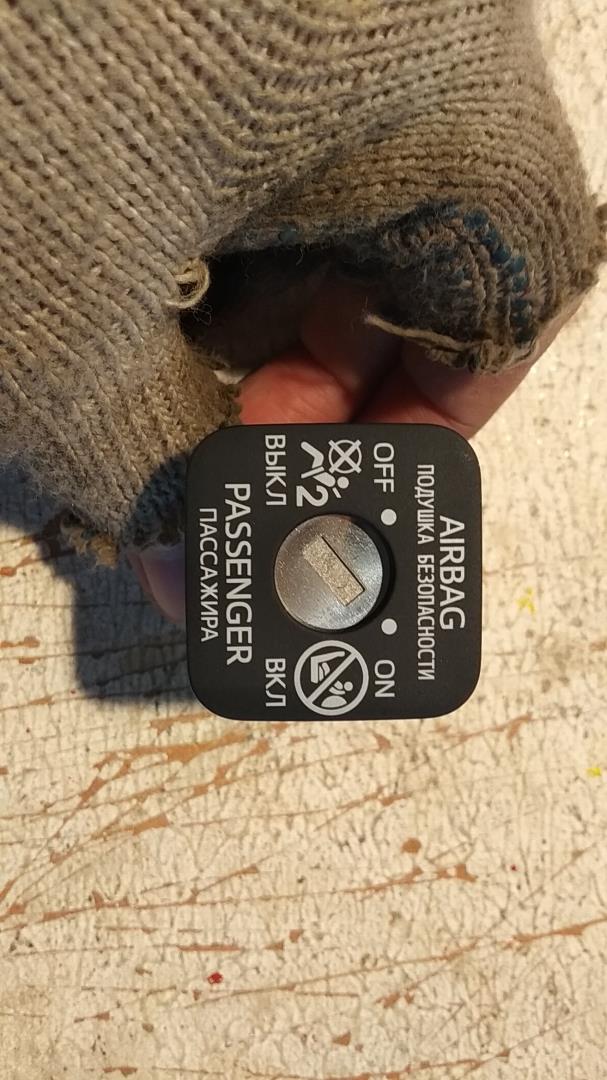 AIRBAG
ПОДУШКА БЕЗОПАСНОСТИ
OFF ON
2
ВЫКЛ ВКЛ
PASSENGER
ПАССАЖИРА